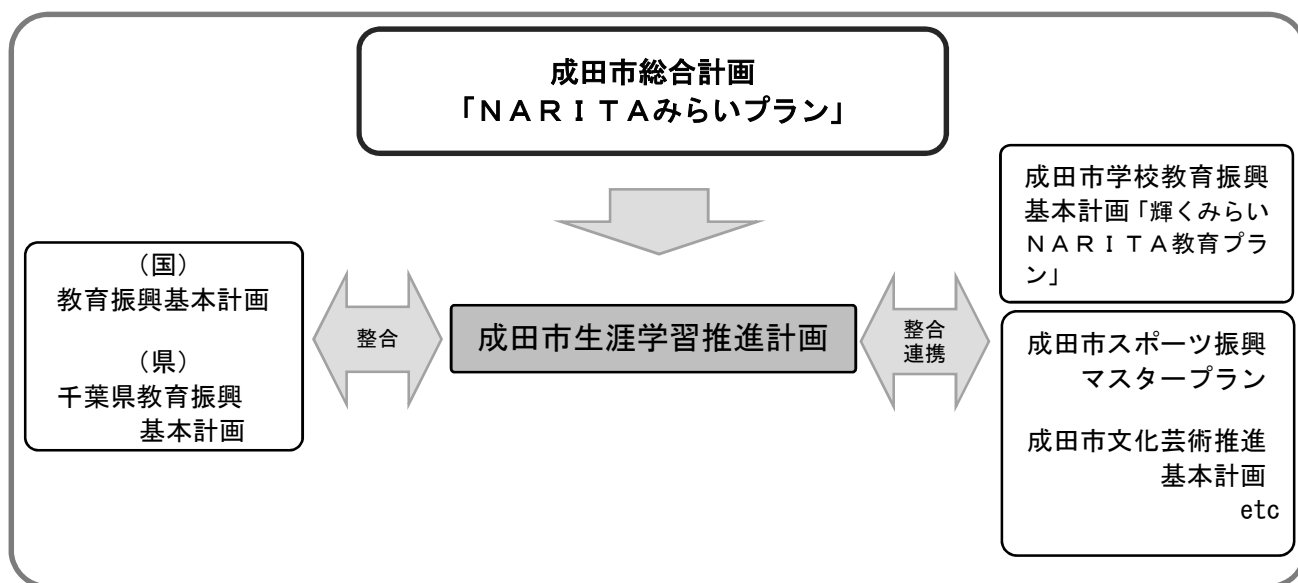 成田市総合計画
「ＮＡＲＩＴＡみらいプラン」
成田市学校教育振興
基本計画「輝くみらい
ＮＡＲＩＴＡ教育プラ
ン」
（国）
教育振興基本計画
（県）
千葉県教育振興
基本計画
整合
成田市生涯学習推進計画
整合
連携
成田市スポーツ振興
マスタープラン
成田市文化芸術推進
基本計画
etc